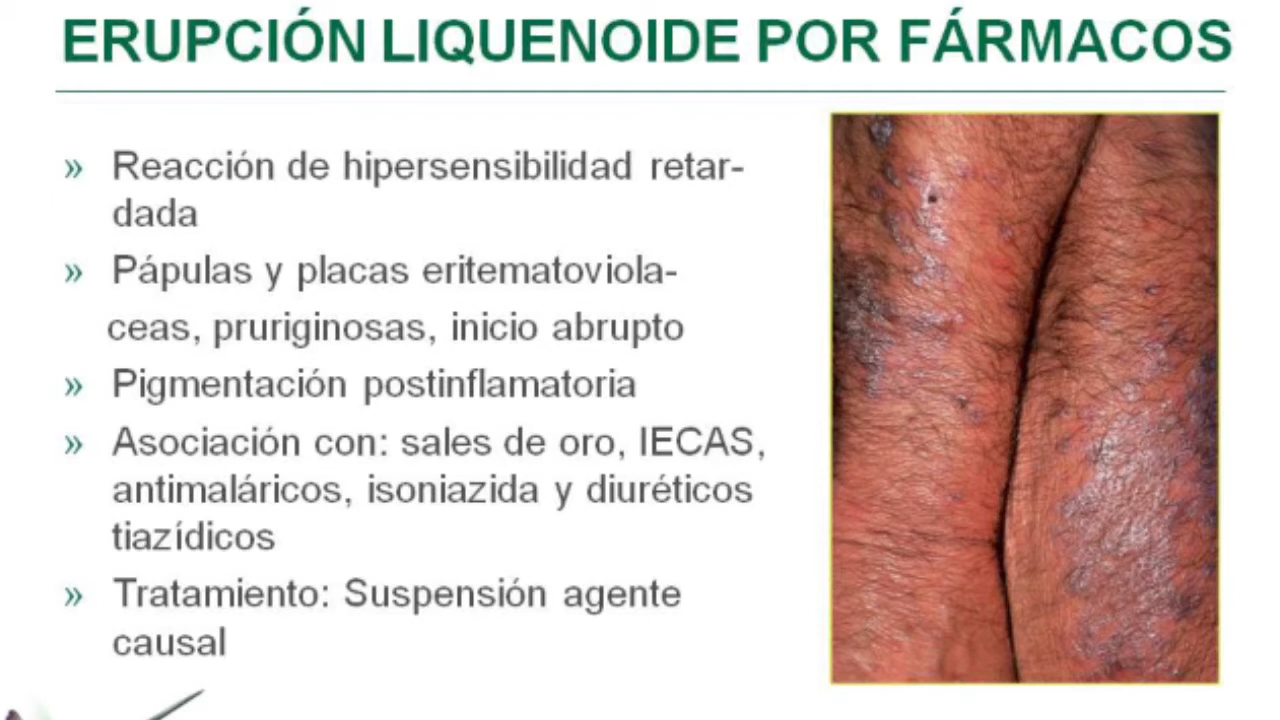 ERUPCIÓN LIQUENOIDE POR FÁRMACOS
» Reacción de hipersensibilidad retar-
dada
» Pápulas y placas eritematoviola-
ceas, pruriginosas, inicio abrupto
» Pigmentación postinflamatoria
» Asociación con: sales de oro, IECAS,
antimaláricos, isoniazida y diuréticos
tiazídicos
» Tratamiento: Suspensión agente
causal